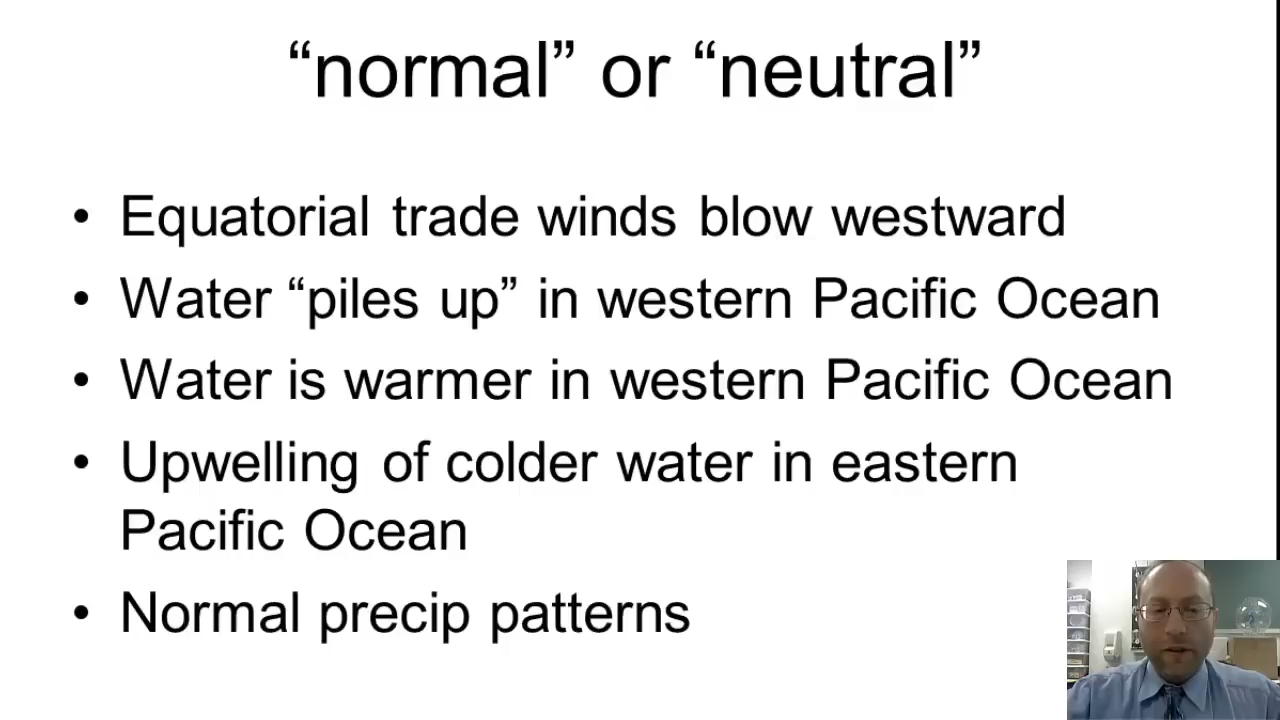 “normal” or “neutral”
• Equatorial trade winds blow westward
• Water “piles up” in western Pacific Ocean
• Water is warmer in western Pacific Ocean
• Upwelling of colder water in eastern
Pacific Ocean
• Normal precip patterns